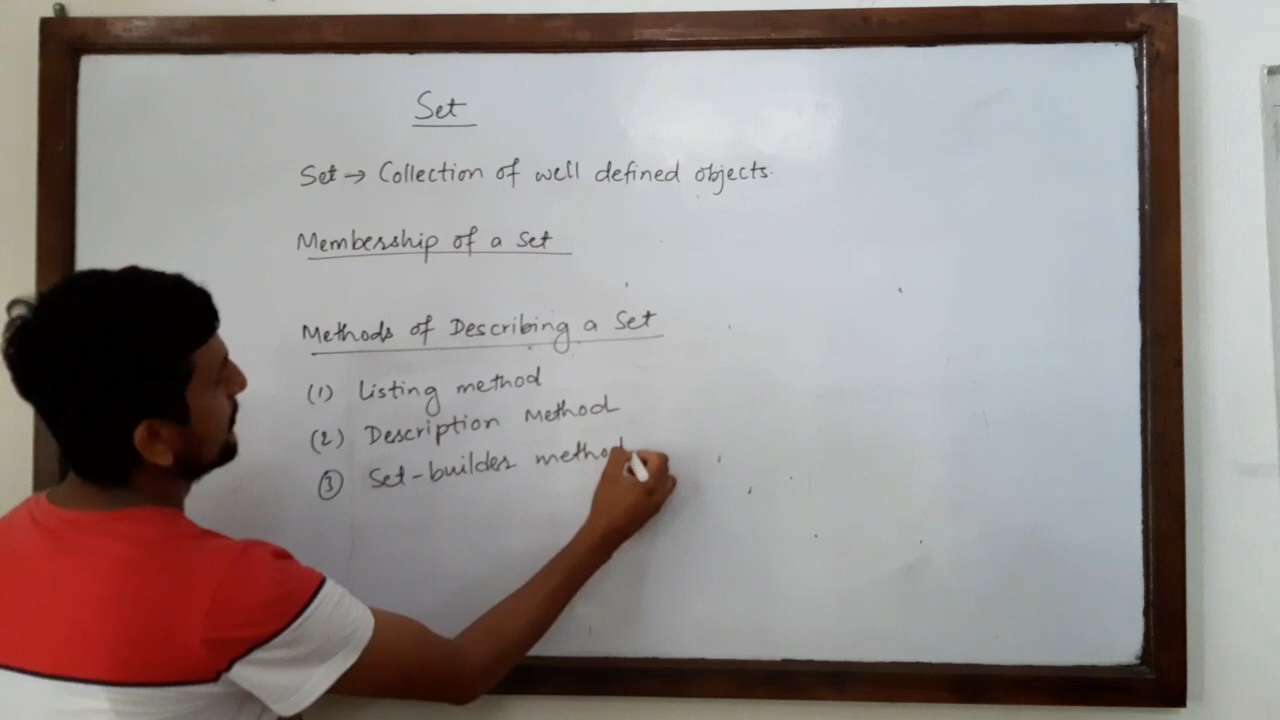 Set
Set → Collection of well defined objects.
Membership of a Set
Methods of Describing a Set
(1) Listing method
(2) Description Method
③ Set-builder method